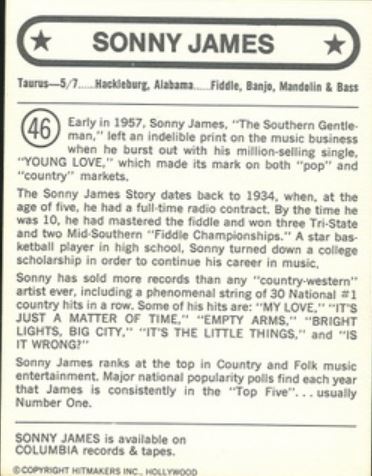 SONNY JAMES
Taurus—5/7.....Hackleburg, Alabama.....Fiddle, Banjo, Mandelin & Bass
46
Early in 1957, Sonny James, "The Southern Gentle-
man," left an indelible print on the music business
when he burst out with his million-selling single,
"YOUNG LOVE," which made its mark on both "pop" and
"country" markets.
The Sonny James Story dates back to 1934, when, at the
age of five, he had a full-time radio contract. By the time he
was 10, he had mastered the fiddle and won three Tri-State
and two Mid-Southern "Fiddle Championships." A star bas-
ketball player in high school, Sonny turned down a college
scholarship in order to continue his career in music.
Sonny has sold more records than any "country-western"
artist ever, including a phenomenal string of 30 National #1
country hits in a row. Some of his hits are: "MY LOVE," "IT'S
JUST A MATTER OF TIME," "EMPTY ARMS," "BRIGHT
LIGHTS, BIG CITY," "IT'S THE LITTLE THINGS," and "IS
IT WRONG?"
Sonny James ranks at the top in Country and Folk music
entertainment. Major national popularity polls find each year
that James is consistently in the "Top Five"... usually
Number One.
SONNY JAMES is available on
COLUMBIA records & tapes.
©COPYRIGHT HITMAKERS INC., HOLLYWOOD